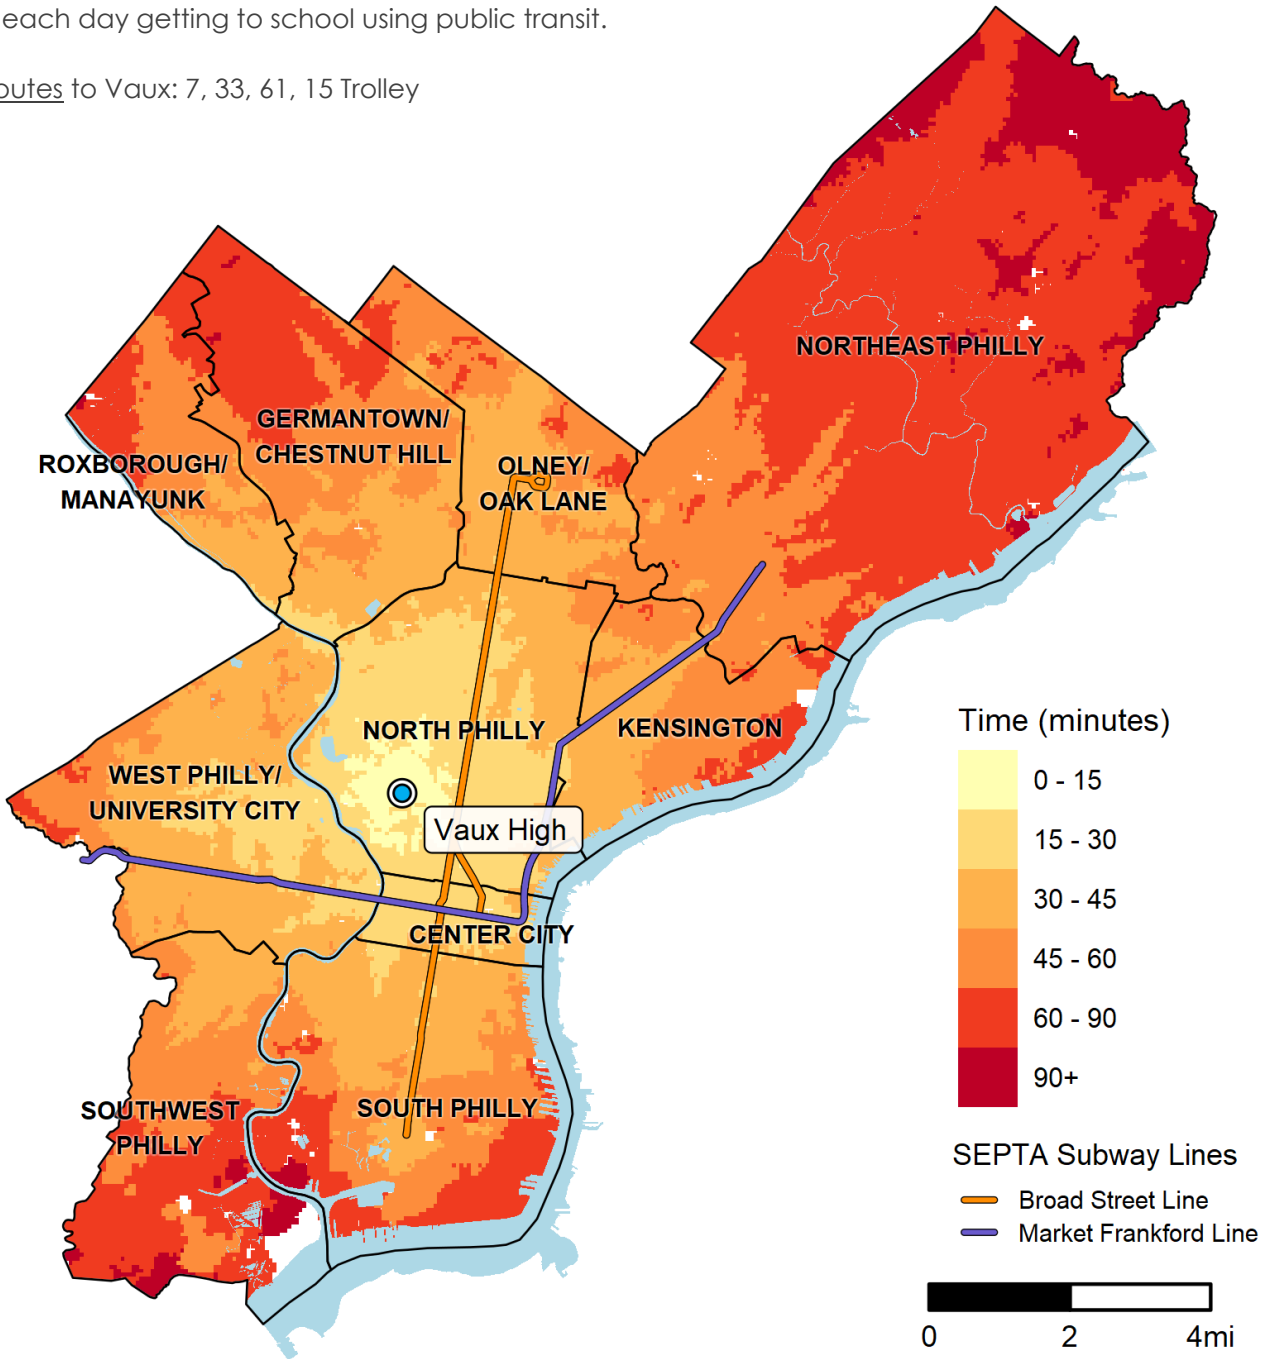 each day getting to school using public transit.
outes to Vaux: 7, 33, 61, 15 Trolley
NORTHEAST PHILLY
GERMANTOWN/
CHESTNUT HILL
ROXBOROUGH/
MANAYUNK
OLNEY/
OAK LANE
NORTH PHILLY
KENSINGTON
WEST PHILLY/
UNIVERSITY CITY
Vaux High
CENTER CITY
SOUTHWEST
PHILLY
SOUTH PHILLY
Time (minutes)
0 - 15
15 - 30
30 - 45
45 - 60
60 - 90
90+
SEPTA Subway Lines
Broad Street Line
Market Frankford Line
0 2 4mi